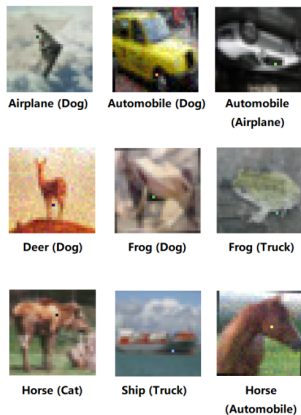 Airplane (Dog)
Automobile (Dog)
Automobile
(Airplane)
Deer (Dog)
Frog (Dog)
Frog (Truck)
Horse (Cat)
Ship (Truck)
Horse
(Automobile)